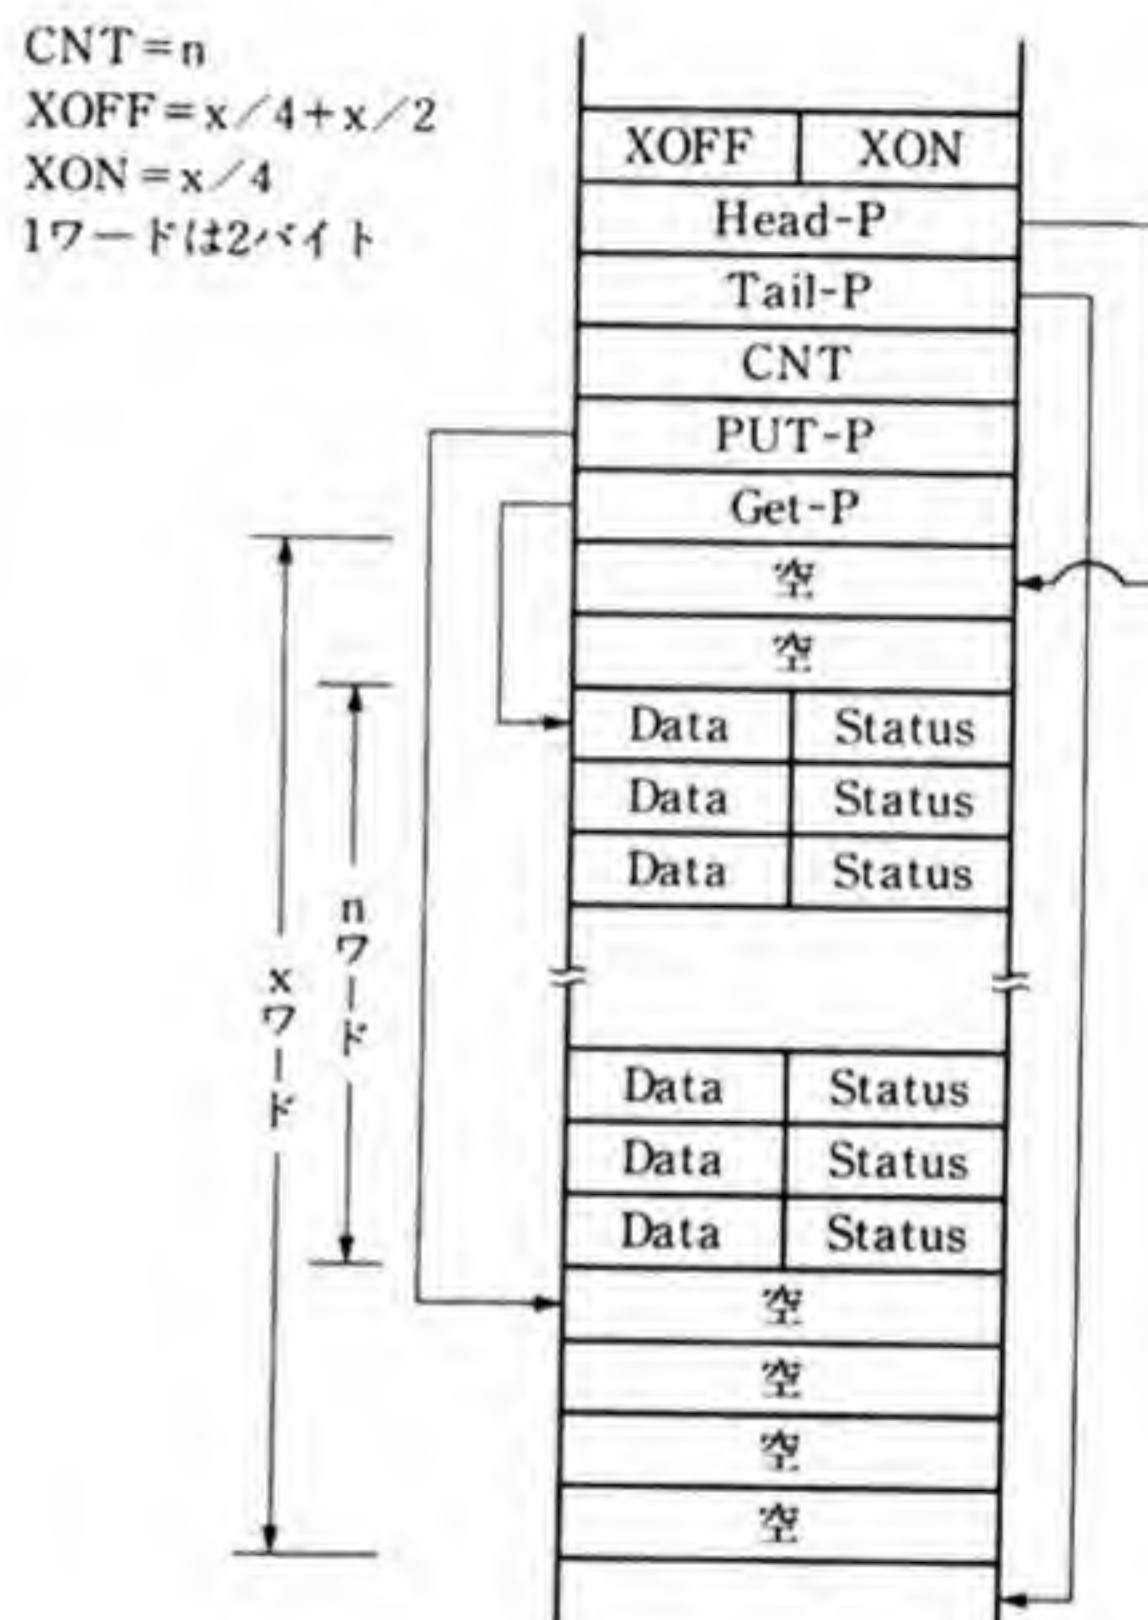 CNT=n
XOFF=x/4+x/2
XON=x/4
1ワードは2バイト
XOFF XON
Head-P
Tail-P
CNT
PUT-P
Get-P
空
空
Data Status
Data Status
Data Status
nワード
xワード
Data Status
Data Status
Data Status
空
空
空
空